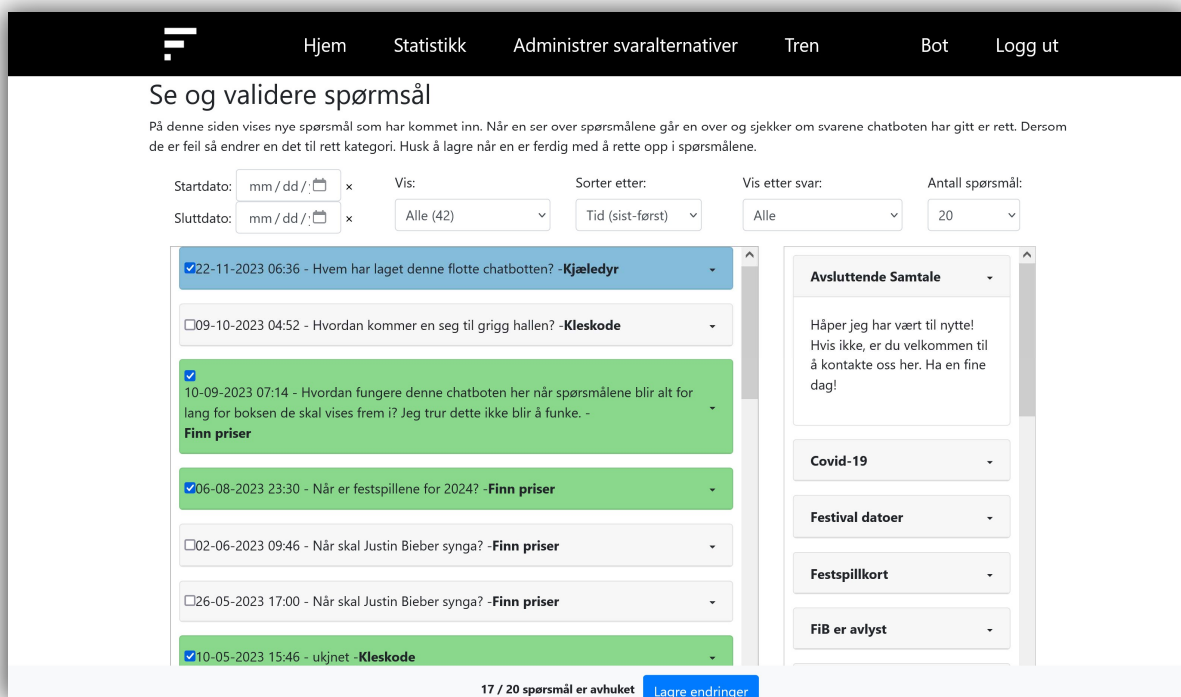 Hjem Statistikk Administrer svaralternativer Tren Bot Logg ut
Se og validere spørmsål
På denne siden vises nye spørsmål som har kommet inn. Når en ser over spørsmålene går en over og sjekker om svarene chatboten har gitt er rett. Dersom
de er feil så endrer en det til rett kategori. Husk å lagre når en er ferdig med å rette opp i spørsmålene.
Startdato: mm/dd/ × Vis: Sorter etter: Vis etter svar: Antall spørsmål:
Sluttdato: mm/dd/ × Alle (42) Tid (sist-først) Alle 20
22-11-2023 06:36 - Hvem har laget denne flotte chatbotten? -Kjæledyr
09-10-2023 04:52 - Hvordan kommer en seg til grigg hallen? -Kleskode
10-09-2023 07:14 - Hvordan fungere denne chatboten her når spørsmålene blir alt for
lang for boksen de skal vises frem i? Jeg trur dette ikke blir å funke. -
Finn priser
06-08-2023 23:30 - Når er festspillene for 2024? -Finn priser
02-06-2023 09:46 - Når skal Justin Bieber synga? -Finn priser
26-05-2023 17:00 - Når skal Justin Bieber synga? -Finn priser
10-05-2023 15:46 - ukjnet -Kleskode
Avsluttende Samtale
Håper jeg har vært til nytte!
Hvis ikke, er du velkommen til
å kontakte oss her. Ha en fine
dag!
Covid-19
Festival datoer
Festspillkort
FiB er avlyst
17 / 20 spørsmål er avhuket Lagre endringer